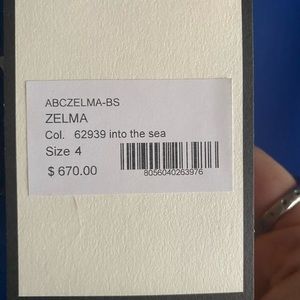 ABCZELMA-BS
ZELMA
Col. 62939 into the sea
Size 4
$ 670.00
8056040263976